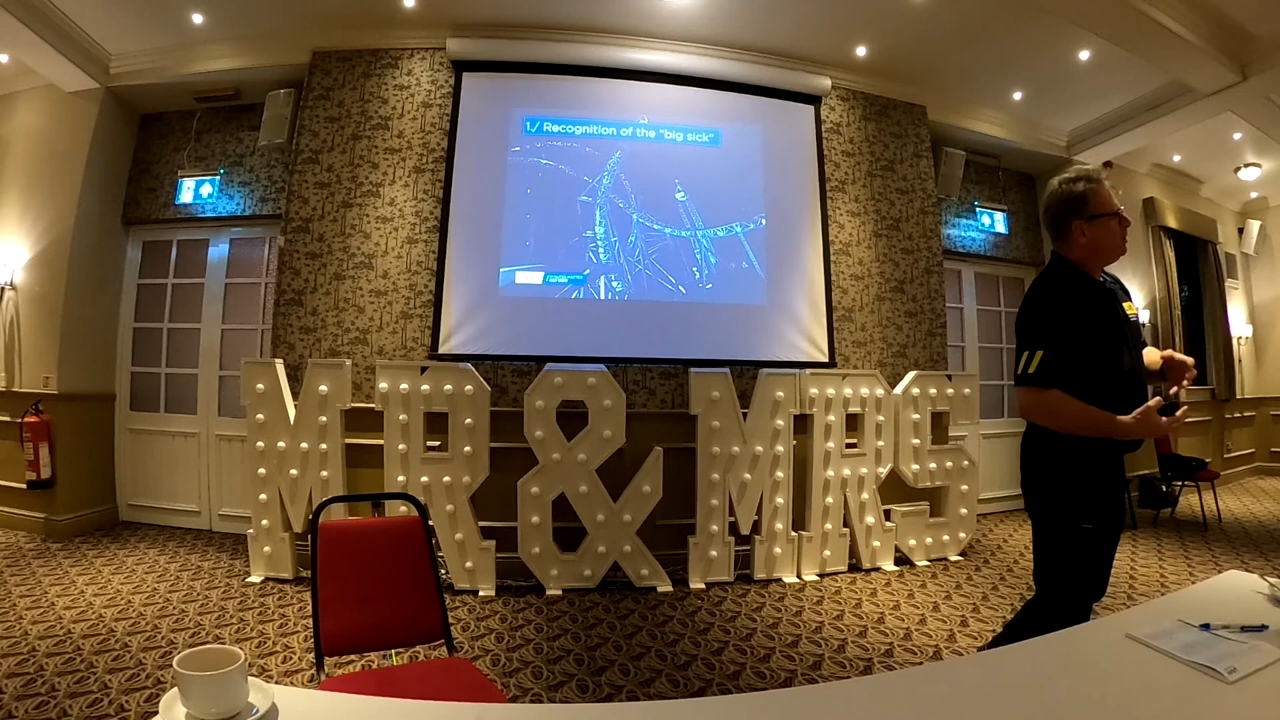 1./ Recognition of the "big sick"
MR & MRS